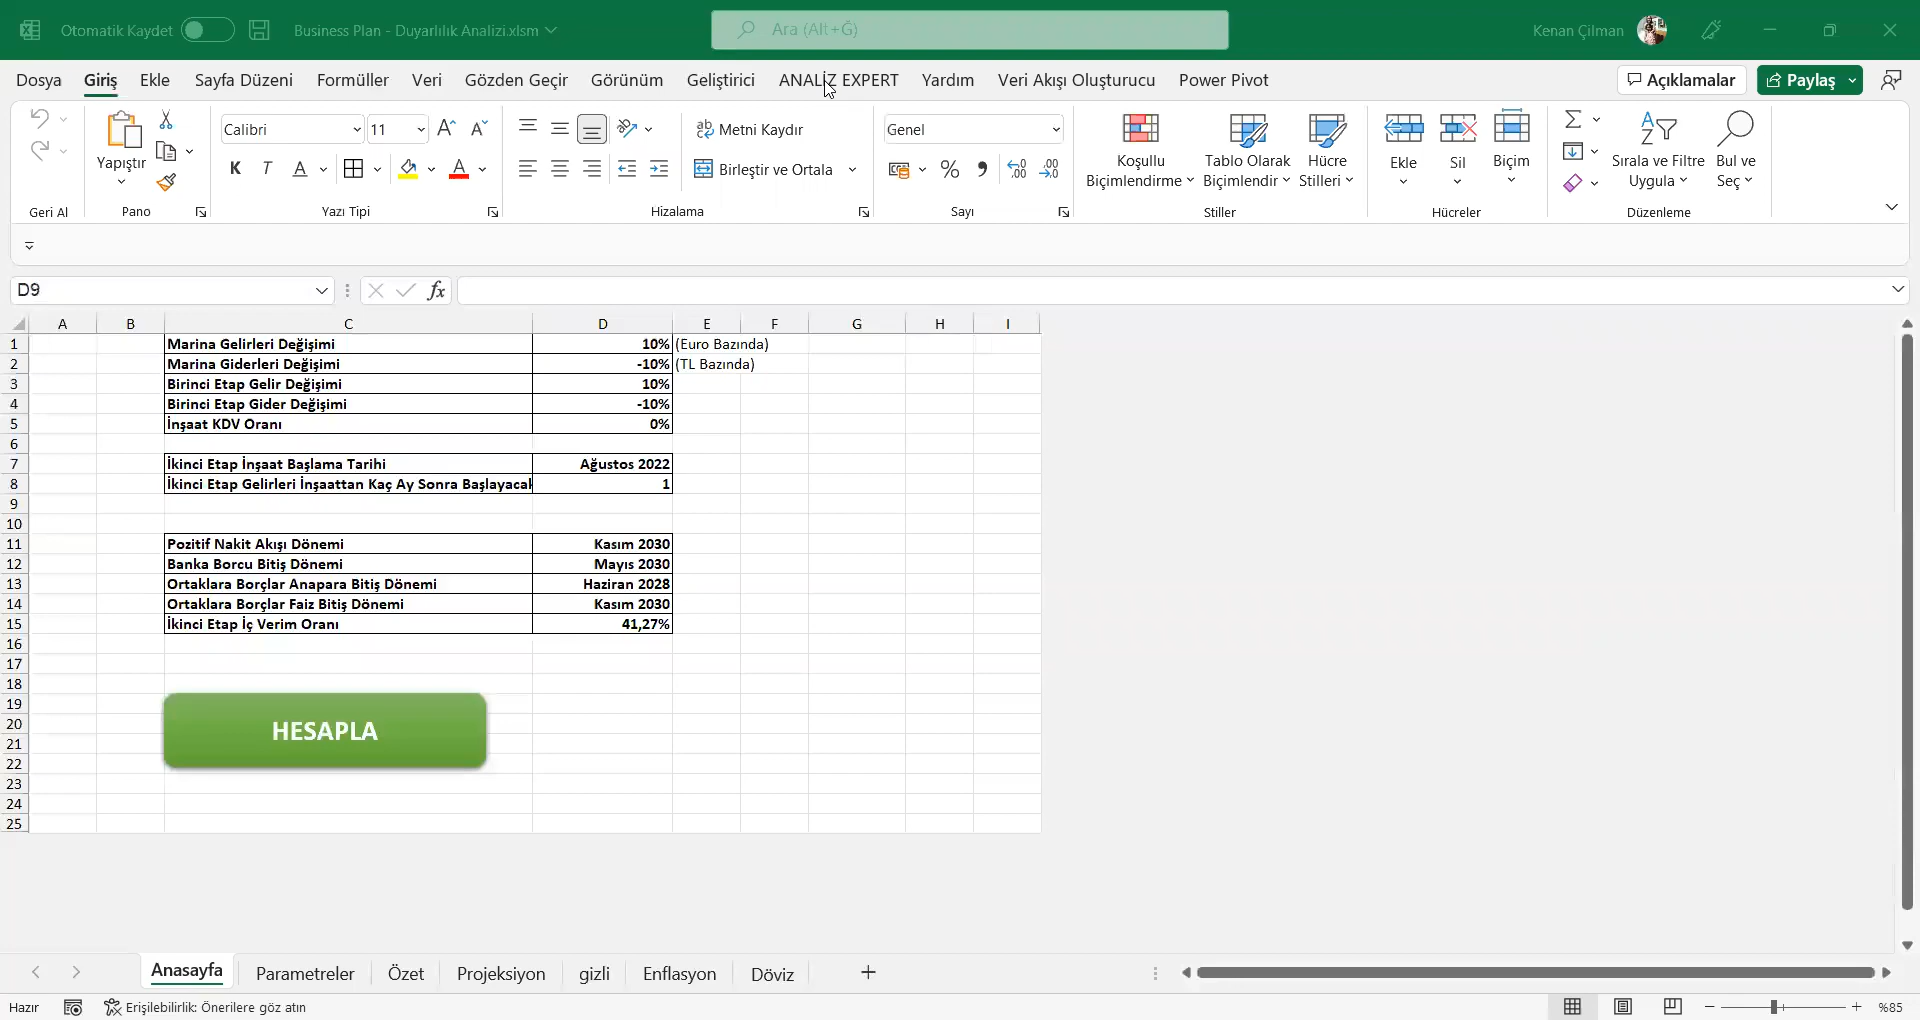 Otomatik Kaydet
Business Plan - Duyarlılık Analizi.xlsm
Ara (Alt+Ğ)
Kenan Çilman
Dosya Giriş Ekle Sayfa Düzeni Formüller Veri Gözden Geçir Görünüm Geliştirici ANALİZ EXPERT Yardım Veri Akışı Oluşturucu Power Pivot
Açıklamalar
Paylaş
Geri Al
Yapıştır
Pano
Calibri 11
K T A A
Yazı Tipi
Metni Kaydır
Birleştir ve Ortala
Hizalama
Genel
% 9 ,00 ,00
Sayı
Koşullu Biçimlendirme
Tablo Olarak Biçimlendir
Hücre Stilleri
Stiller
Ekle Sil Biçim
Hücreler
Sırala ve Filtre Uygula
Bul ve Seç
Düzenleme
D9
fx
A B C D E F G H I
1 Marina Gelirleri Değişimi 10% (Euro Bazında)
2 Marina Giderleri Değişimi -10% (TL Bazında)
3 Birinci Etap Gelir Değişimi 10%
4 Birinci Etap Gider Değişimi -10%
5 İnşaat KDV Oranı 0%
6
7 İkinci Etap İnşaat Başlama Tarihi Ağustos 2022
8 İkinci Etap Gelirleri İnşaattan Kaç Ay Sonra Başlayacak 1
9
10
11 Pozitif Nakit Akışı Dönemi Kasım 2030
12 Banka Borcu Bitiş Dönemi Mayıs 2030
13 Ortaklara Borçlar Anapara Bitiş Dönemi Haziran 2028
14 Ortaklara Borçlar Faiz Bitiş Dönemi Kasım 2030
15 İkinci Etap İç Verim Oranı 41,27%
16
17
18
19
20
21
22
23
24
25
HESAPLA
Anasayfa Parametreler Özet Projeksiyon gizli Enflasyon Döviz
Hazır
Erişilebilirlik: Önerilere göz atın
%85